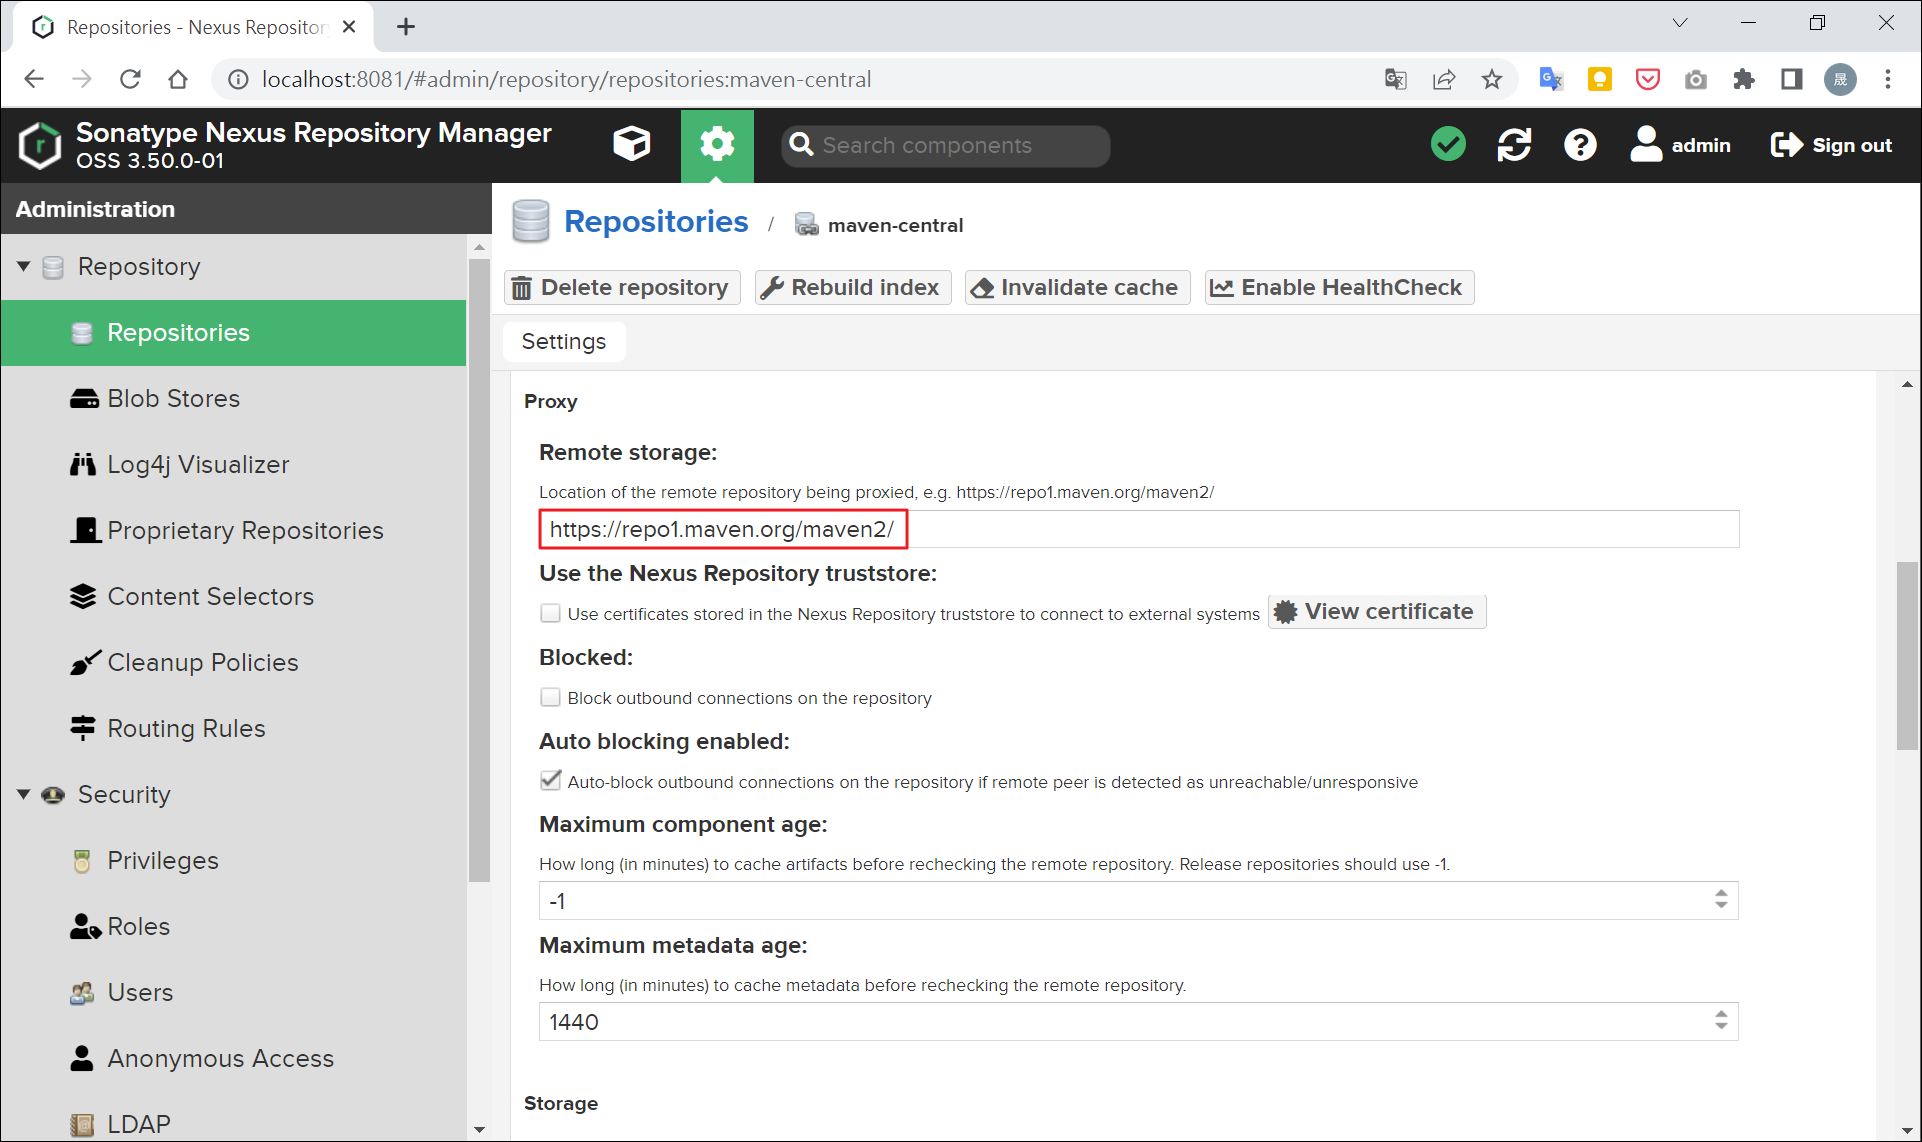 Repositories - Nexus Repository
localhost:8081/#admin/repository/repositories:maven-central
晟
Sonatype Nexus Repository Manager
OSS 3.50.0-01
Search components
admin
Sign out
Administration
Repository
Repositories
Blob Stores
Log4j Visualizer
Proprietary Repositories
Content Selectors
Cleanup Policies
Routing Rules
Security
Privileges
Roles
Users
Anonymous Access
LDAP
Repositories / maven-central
Delete repository
Rebuild index
Invalidate cache
Enable HealthCheck
Settings
Proxy
Remote storage:
Location of the remote repository being proxied, e.g. https://repo1.maven.org/maven2/
https://repo1.maven.org/maven2/
Use the Nexus Repository truststore:
Use certificates stored in the Nexus Repository truststore to connect to external systems
View certificate
Blocked:
Block outbound connections on the repository
Auto blocking enabled:
Auto-block outbound connections on the repository if remote peer is detected as unreachable/unresponsive
Maximum component age:
How long (in minutes) to cache artifacts before rechecking the remote repository. Release repositories should use -1.
-1
Maximum metadata age:
How long (in minutes) to cache metadata before rechecking the remote repository.
1440
Storage